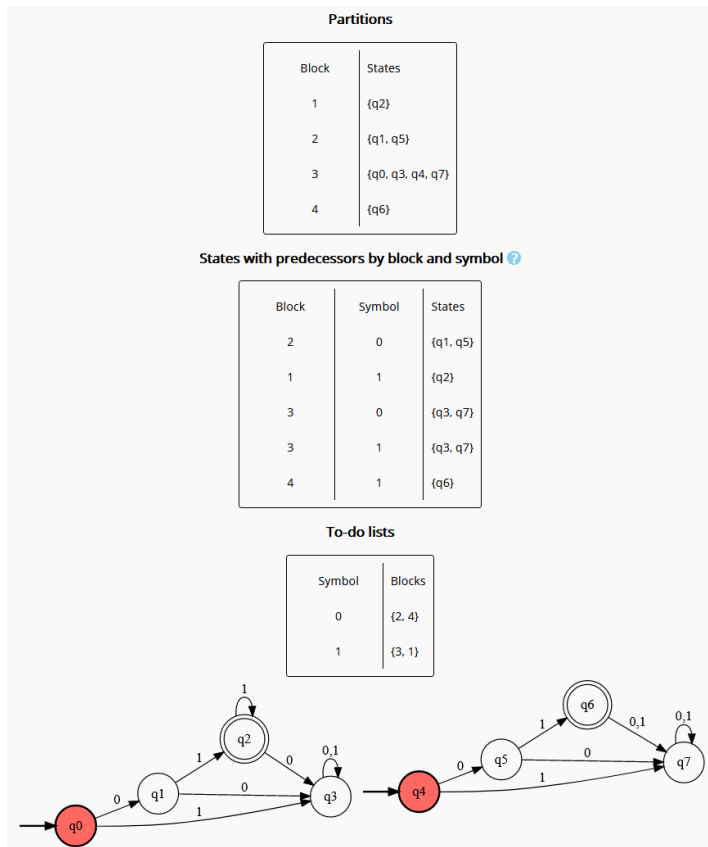 Partitions
Block States
1 {q2}
2 {q1, q5}
3 {q0, q3, q4, q7}
4 {q6}
States with predecessors by block and symbol ?
Block Symbol States
2 0 {q1, q5}
1 1 {q2}
3 0 {q3, q7}
3 1 {q3, q7}
4 1 {q6}
To-do lists
Symbol Blocks
0 {2, 4}
1 {3, 1}
1
q2
1
0
0,1
0
q1
0
q3
1
q0
q6
1
0,1
0,1
0
q5
0
q7
1
q4